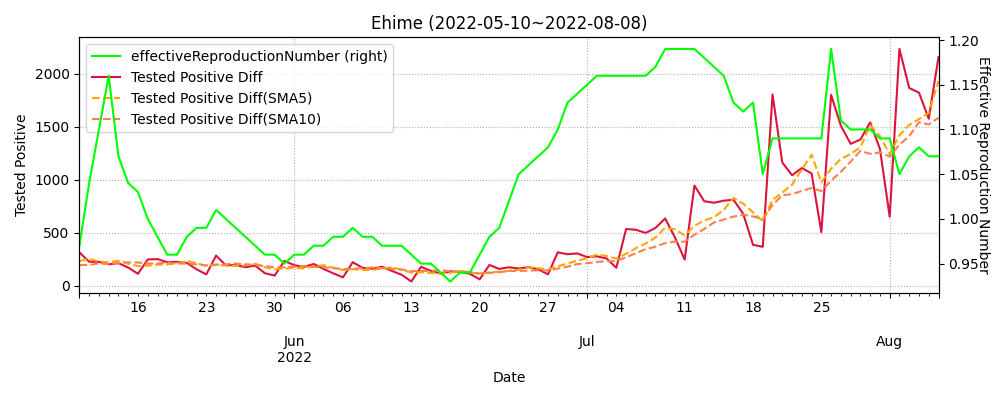 Ehime (2022-05-10~2022-08-08)
effectiveReproductionNumber (right)
Tested Positive Diff
Tested Positive Diff(SMA5)
Tested Positive Diff(SMA10)
Tested Positive
2000
1500
1000
500
0
1.20
1.15
1.10
1.05
1.00
0.95
Effective Reproduction Number
16 23 30 06 13 20 27 04 11 18 25
Jun Jul Aug
2022
Date